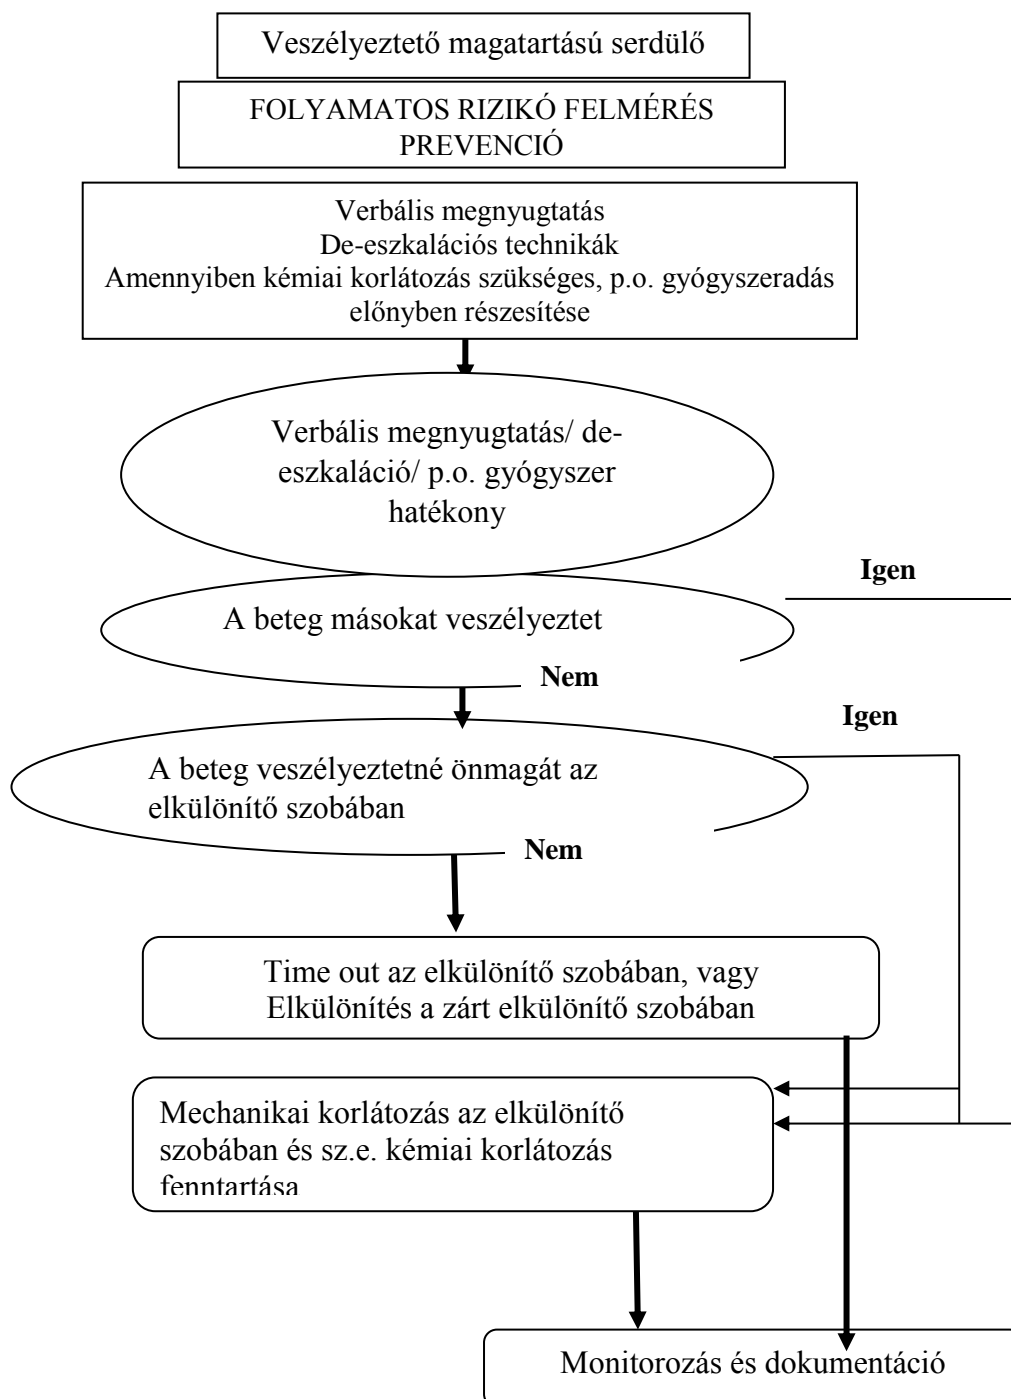 Veszélyeztető magatartású serdülő
FOLYAMATOS RIZIKÓ FELMÉRÉS
PREVENCIÓ
Verbális megnyugtatás
De-eszkalációs technikák
Amennyiben kémiai korlátozás szükséges, p.o. gyógyszeradás
előnyben részesítése
Verbális megnyugtatás/ de-
eszkaláció/ p.o. gyógyszer
hatékony
Igen
A beteg másokat veszélyeztet
Nem
Igen
A beteg veszélyeztetné önmagát az
elkülönítő szobában
Nem
Time out az elkülönítő szobában, vagy
Elkülönítés a zárt elkülönítő szobában
Mechanikai korlátozás az elkülönítő
szobában és sz.e. kémiai korlátozás
fenntartása
Monitorozás és dokumentáció